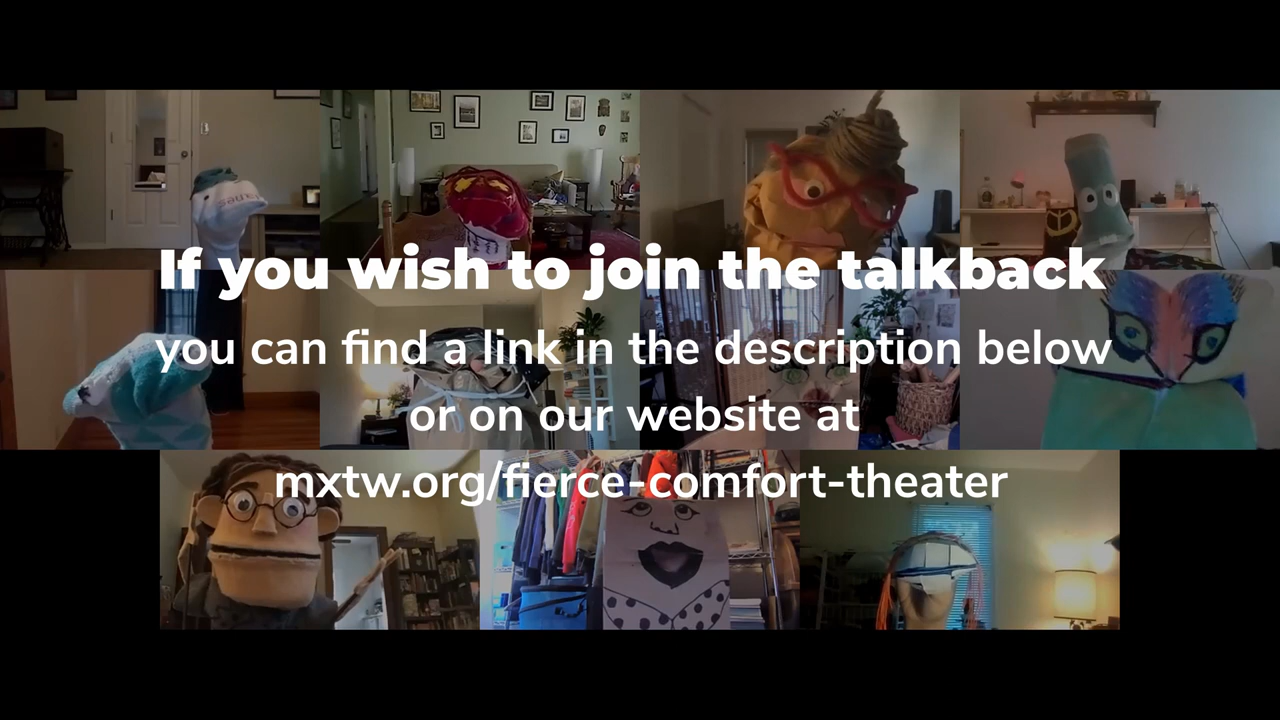 If you wish to join the talkback
you can find a link in the description below
or on our website at
mxtw.org/fierce-comfort-theater